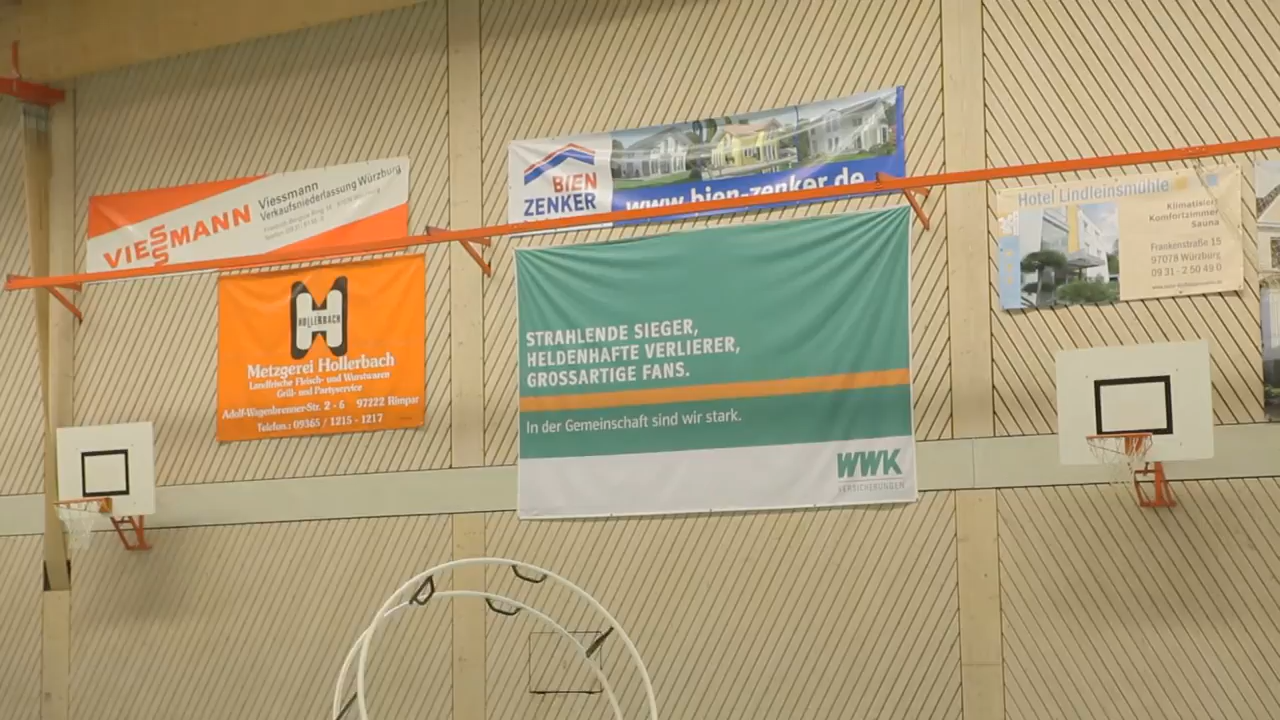 VIESSMANN
Viessmann
Verkaufsniederlassung Würzburg
HOLLERBACH
Metzgerei Hollerbach
Landfrische Fleisch- und Wurstwaren
Grill- und Partyservice
Adolf-Wagenbrenner-Str. 2 - 6 97222 Rimpar
Telefon.: 09365 / 1215 - 1217
BIEN
ZENKER
www.bien-zenker.de
STRAHLENDE SIEGER,
HELDENHAFTE VERLIERER,
GROSSARTIGE FANS.
In der Gemeinschaft sind wir stark.
WWK
VERSICHERUNGEN
Hotel Lindleinsmühle
Klimatisiert
Komfortzimmer
Sauna
Frankenstraße 15
97078 Würzburg
09 31 - 2 50 49 0